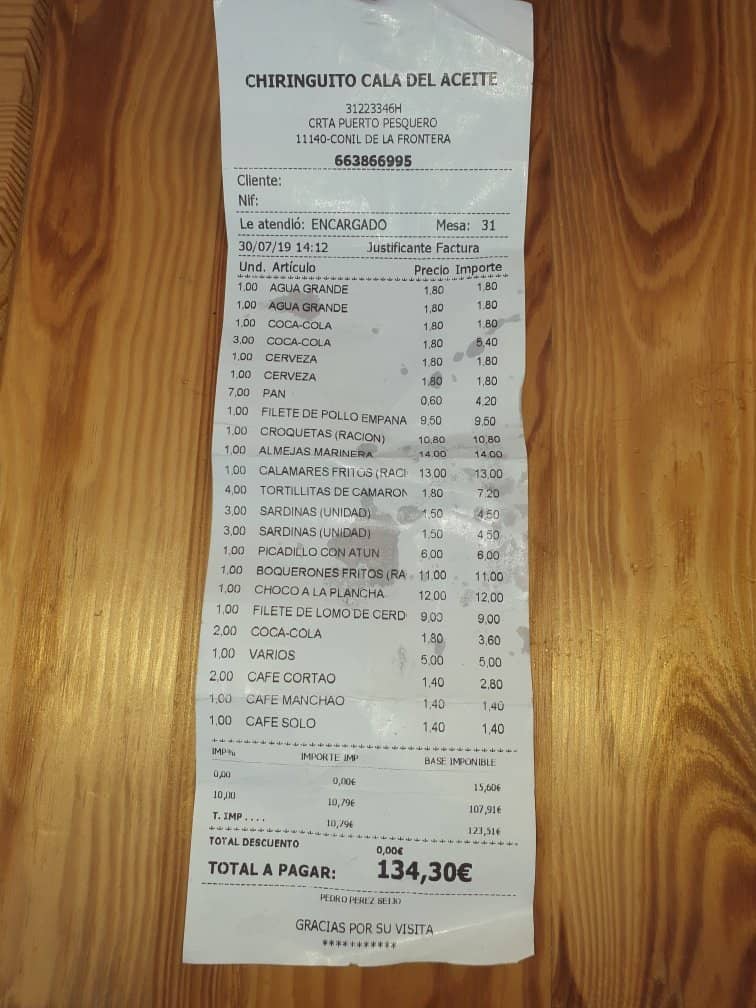 CHIRINGUITO CALA DEL ACEITE
31223346H
CRTA PUERTO PESQUERO
11140-CONIL DE LA FRONTERA
663866995
Cliente:
Nif:
Le atendió: ENCARGADO Mesa: 31
30/07/19 14:12 Justificante Factura
Und. Artículo Precio Importe
1,00 AGUA GRANDE 1,80 1,80
1,00 AGUA GRANDE 1,80 1,80
1,00 COCA-COLA 1,80 1,80
3,00 COCA-COLA 1,80 5,40
1,00 CERVEZA 1,80 1,80
1,00 CERVEZA 1,80 1,80
7,00 PAN 0,60 4,20
1,00 FILETE DE POLLO EMPANA 9,50 9,50
1,00 CROQUETAS (RACION) 10,80 10,80
1,00 ALMEJAS MARINERA 14,00 14,00
1,00 CALAMARES FRITOS (RACI 13,00 13,00
4,00 TORTILLITAS DE CAMARON 1,80 7,20
3,00 SARDINAS (UNIDAD) 1,50 4,50
3,00 SARDINAS (UNIDAD) 1,50 4,50
1,00 PICADILLO CON ATUN 6,00 6,00
1,00 BOQUERONES FRITOS (RA 11,00 11,00
1,00 CHOCO A LA PLANCHA 12,00 12,00
1,00 FILETE DE LOMO DE CERD 9,00 9,00
2,00 COCA-COLA 1,80 3,60
1,00 VARIOS 5,00 5,00
2,00 CAFE CORTAO 1,40 2,80
1,00 CAFE MANCHAO 1,40 1,40
1,00 CAFE SOLO 1,40 1,40
IMP% IMPORTE IMP BASE IMPONIBLE
0,00 0,00€ 15,60€
10,00 10,79€ 107,91€
T. IMP .... 10,79€ 123,51€
TOTAL DESCUENTO 0,00€
TOTAL A PAGAR: 134,30€
PEDRO PEREZ SEIJO
GRACIAS POR SU VISITA
***********